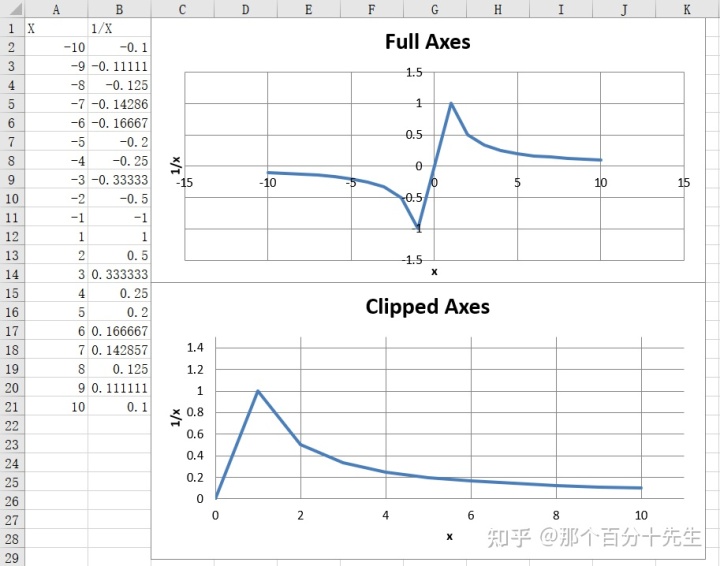 A B C D E F G H I J K
1 X 1/X
2 -10 -0.1
3 -9 -0.11111
4 -8 -0.125
5 -7 -0.14286
6 -6 -0.16667
7 -5 -0.2
8 -4 -0.25
9 -3 -0.33333
10 -2 -0.5
11 -1 -1
12 1 1
13 2 0.5
14 3 0.333333
15 4 0.25
16 5 0.2
17 6 0.166667
18 7 0.142857
19 8 0.125
20 9 0.111111
21 10 0.1
22
23
24
25
26
27
28
29
Full Axes
1.5
1
0.5
0
-0.5
-1
-1.5
-15 -10 -5 0 5 10 15
1/x
x
Clipped Axes
1.4
1.2
1
0.8
0.6
0.4
0.2
0
0 2 4 6 8 10
1/x
x
知乎 @那个百分十先生